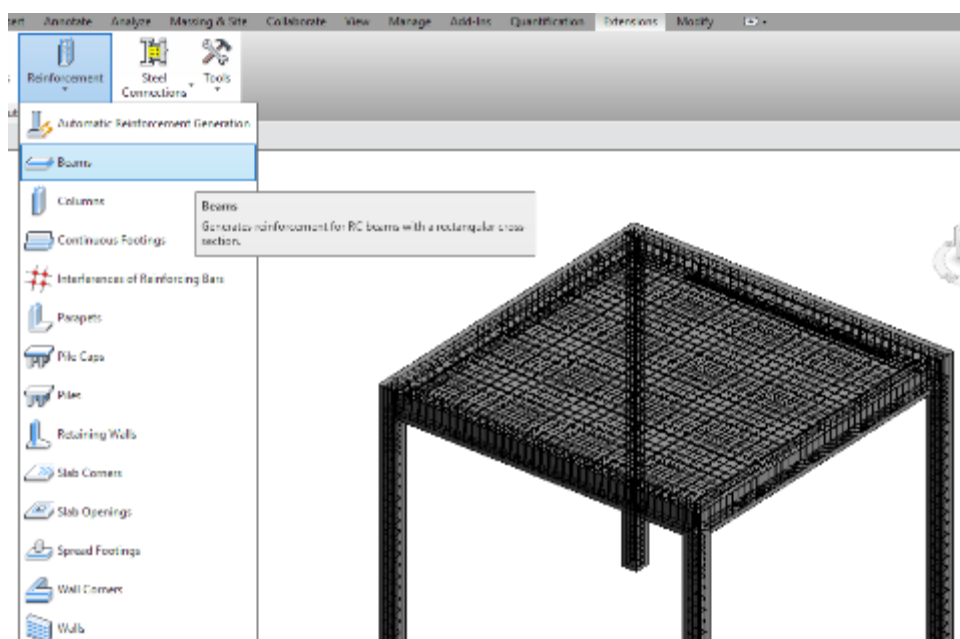 Annotate Analyze Massing & Site Collaborate View Manage Add-Ins Quantification Extensions Modify
Reinforcement
Steel
Connections
Tools
Automatic Reinforcement Generation
Beams
Columns
Beams
Generates reinforcement for RC beams with a rectangular cross
section.
Continuous Footings
Interferences of Reinforcing Bars
Parapets
Pile Caps
Piles
Retaining Walls
Slab Corners
Slab Openings
Spread Footings
Wall Corners
Walls